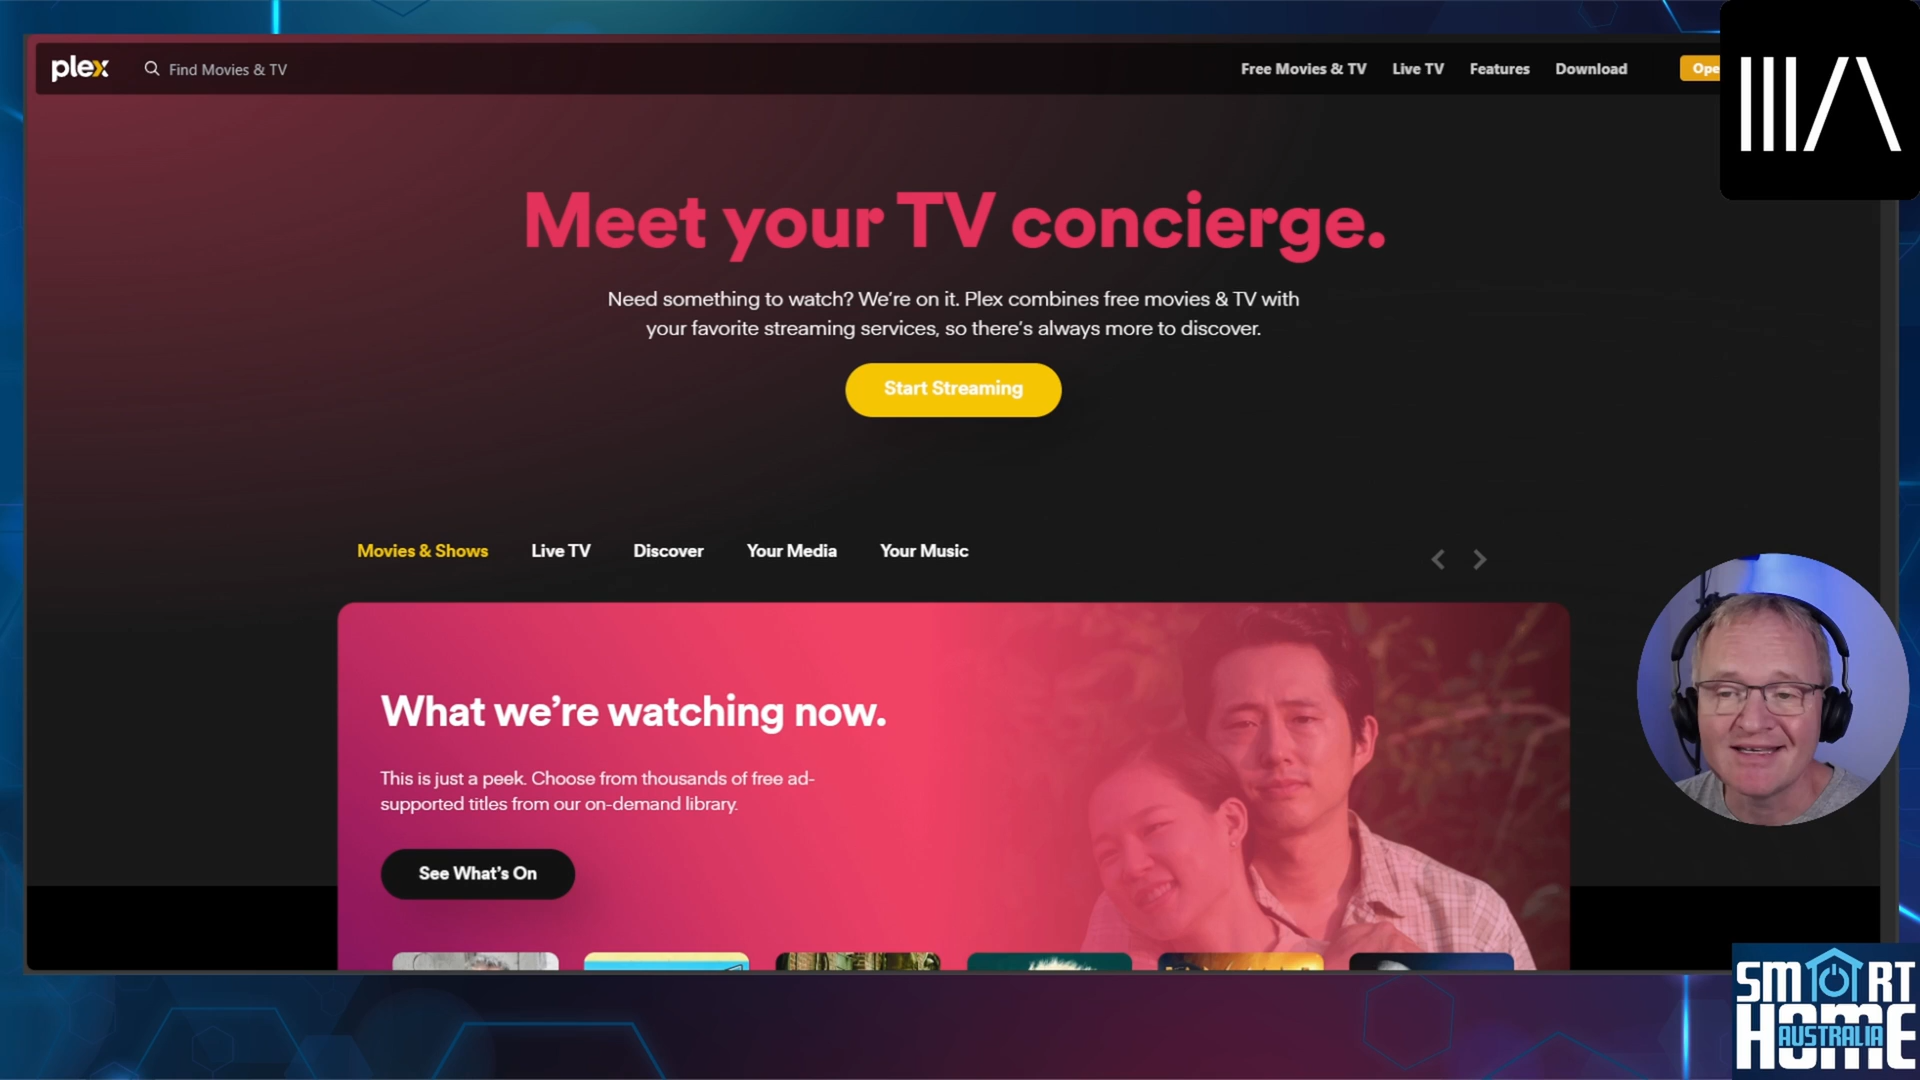 plex
Find Movies & TV
Free Movies & TV
Live TV
Features
Download
Ope
Meet your TV concierge.
Need something to watch? We're on it. Plex combines free movies & TV with
your favorite streaming services, so there's always more to discover.
Start Streaming
Movies & Shows
Live TV
Discover
Your Media
Your Music
What we're watching now.
This is just a peek. Choose from thousands of free ad-
supported titles from our on-demand library.
See What's On
SMART
HOME
AUSTRALIA